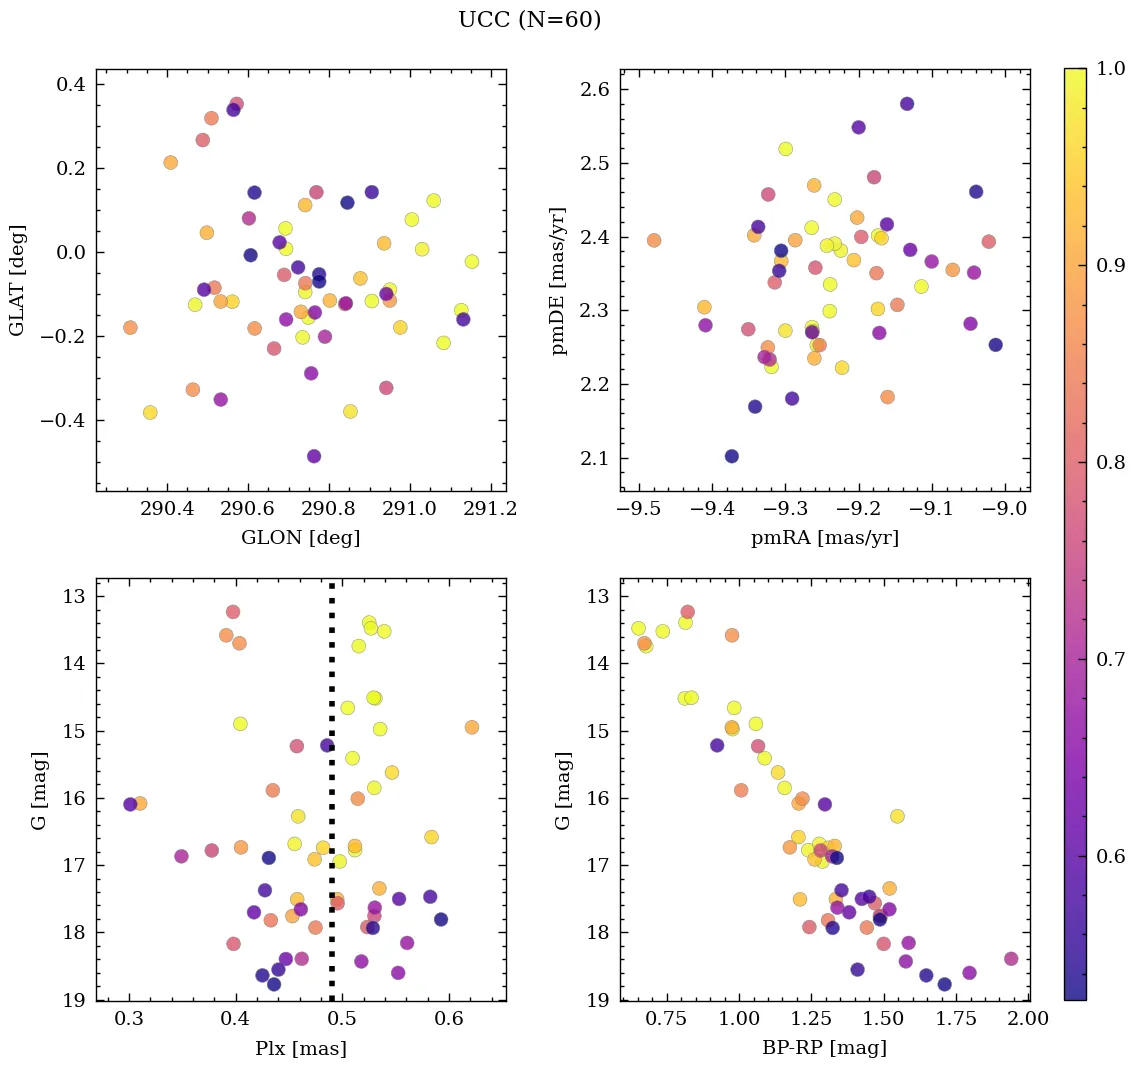 UCC (N=60)
0.4
0.2
0.0
−0.2
−0.4
GLAT [deg]
290.4 290.6 290.8 291.0 291.2
GLON [deg]
2.6
2.5
2.4
2.3
2.2
2.1
pmDE [mas/yr]
−9.5 −9.4 −9.3 −9.2 −9.1 −9.0
pmRA [mas/yr]
13
14
15
16
17
18
19
G [mag]
0.3 0.4 0.5 0.6
Plx [mas]
13
14
15
16
17
18
19
G [mag]
0.75 1.00 1.25 1.50 1.75 2.00
BP-RP [mag]
1.0
0.9
0.8
0.7
0.6